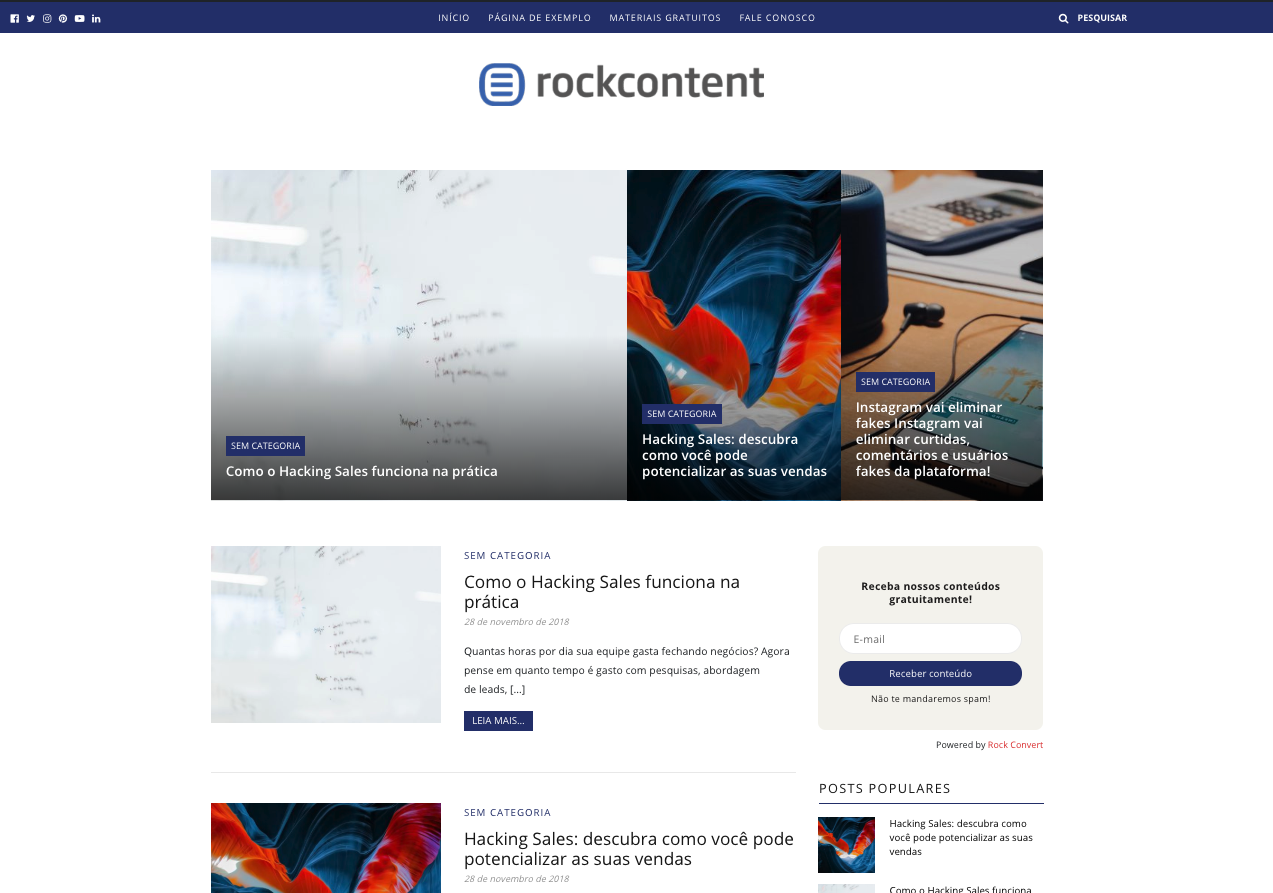 INÍCIO PÁGINA DE EXEMPLO MATERIAIS GRATUITOS FALE CONOSCO
PESQUISAR
rockcontent
SEM CATEGORIA
Como o Hacking Sales funciona na prática
SEM CATEGORIA
Hacking Sales: descubra
como você pode
potencializar as suas vendas
SEM CATEGORIA
Instagram vai eliminar
fakes Instagram vai
eliminar curtidas,
comentários e usuários
fakes da plataforma!
SEM CATEGORIA
Como o Hacking Sales funciona na
prática
28 de novembro de 2018
Quantas horas por dia sua equipe gasta fechando negócios? Agora
pense em quanto tempo é gasto com pesquisas, abordagem
de leads, [...]
LEIA MAIS...
SEM CATEGORIA
Hacking Sales: descubra como você pode
potencializar as suas vendas
28 de novembro de 2018
Receba nossos conteúdos
gratuitamente!
E-mail
Receber conteúdo
Não te mandaremos spam!
Powered by Rock Convert
POSTS POPULARES
Hacking Sales: descubra como
você pode potencializar as suas
vendas
Como o Hacking Sales funciona